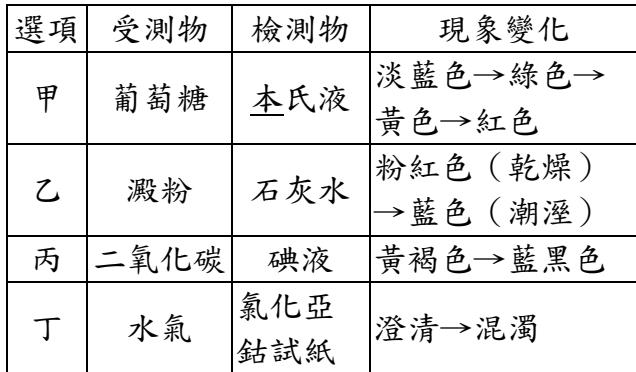 選項 受測物 檢測物 現象變化
甲 葡萄糖 本氏液 淡藍色→綠色→
黃色→紅色
乙 澱粉 石灰水 粉紅色（乾燥）
→藍色（潮溼）
丙 二氧化碳 碘液 黃褐色→藍黑色
丁 水氣 氯化亞
鈷試紙 澄清→混濁